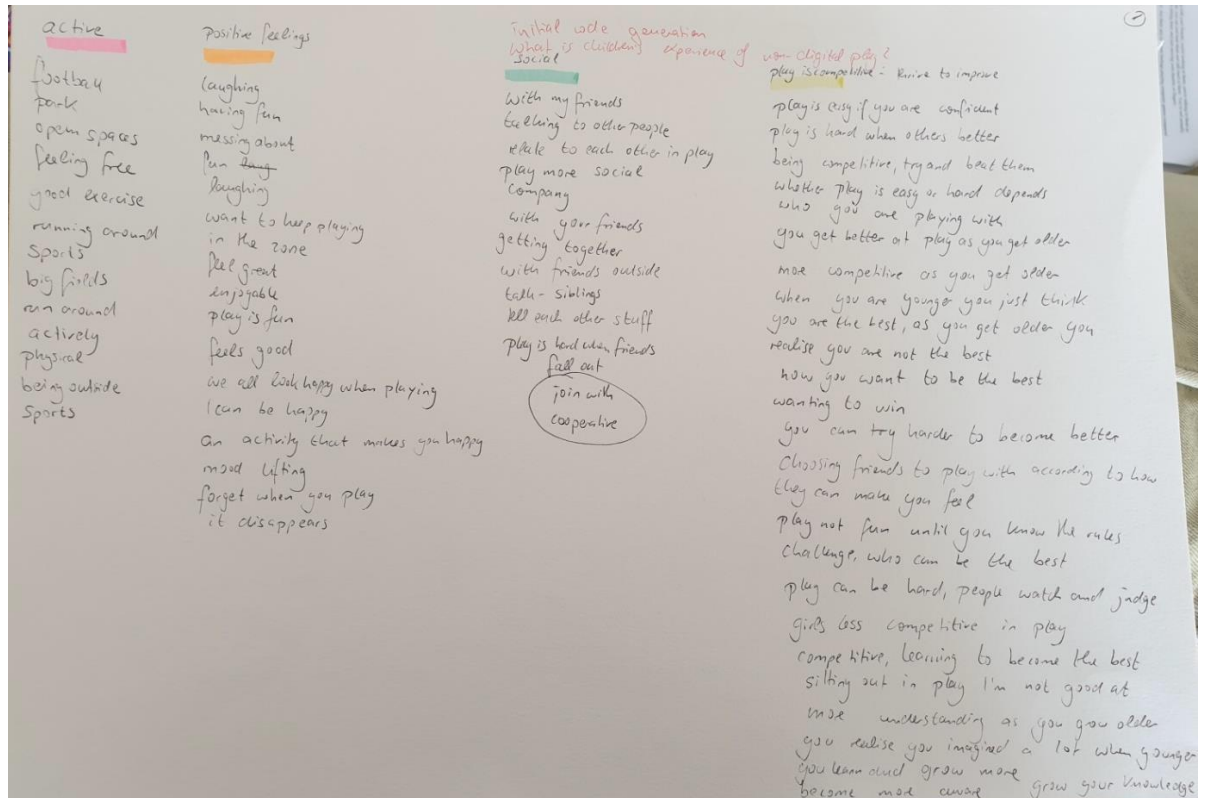 ②
initial code generation
What is childrens experience of non-digital play?
active
football
park
open spaces
feeling free
good exercise
running around
Sports
big fields
run around
actively
physical
being outside
Sports
positive feelings
laughing
having fun
messing about
fun
laughing
want to keep playing
in the zone
feel great
enjoyable
play is fun
feels good
we all look happy when playing
I can be happy
an activity that makes you happy
mood lifting
forget when you play
it disappears
social
with my friends
talking to other people
relate to each other in play
play more social
company
with your friends
getting together
with friends outside
talk - siblings
tell each other stuff
play is hard when friends
fall out
join with
cooperative
play is competitive - thrive to improve
play is easy if you are confident
play is hard when others better
being competitive, try and beat them
whether play is easy or hard depends
who you are playing with
you get better at play as you get older
more competitive as you get older
when you are younger you just think
you are the best, as you get older you
realise you are not the best
how you want to be the best
wanting to win
you can try harder to become better
choosing friends to play with according to how
they can make you feel
play not fun until you know the rules
challenge, who can be the best
play can be hard, people watch and judge
girls less competitive in play
competitive, learning to become the best
sitting out in play I'm not good at
more understanding as you grow older
you realise you imagined a lot when younger
you learn and grow more grow your knowledge
become more aware